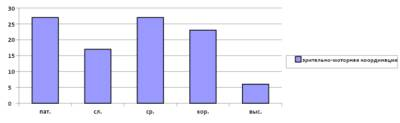 30
25
20
15
10
5
0
пат.
сл.
ср.
хор.
выс.
зрительно-моторная координация